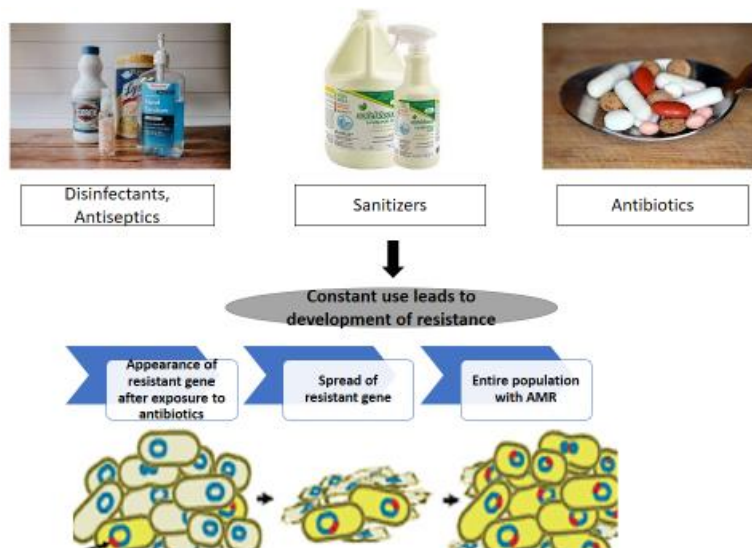 Disinfectants,
Antiseptics
Sanitizers
Antibiotics
Constant use leads to
development of resistance
Appearance of
resistant gene
after exposure to
antibiotics
Spread of
resistant gene
Entire population
with AMR